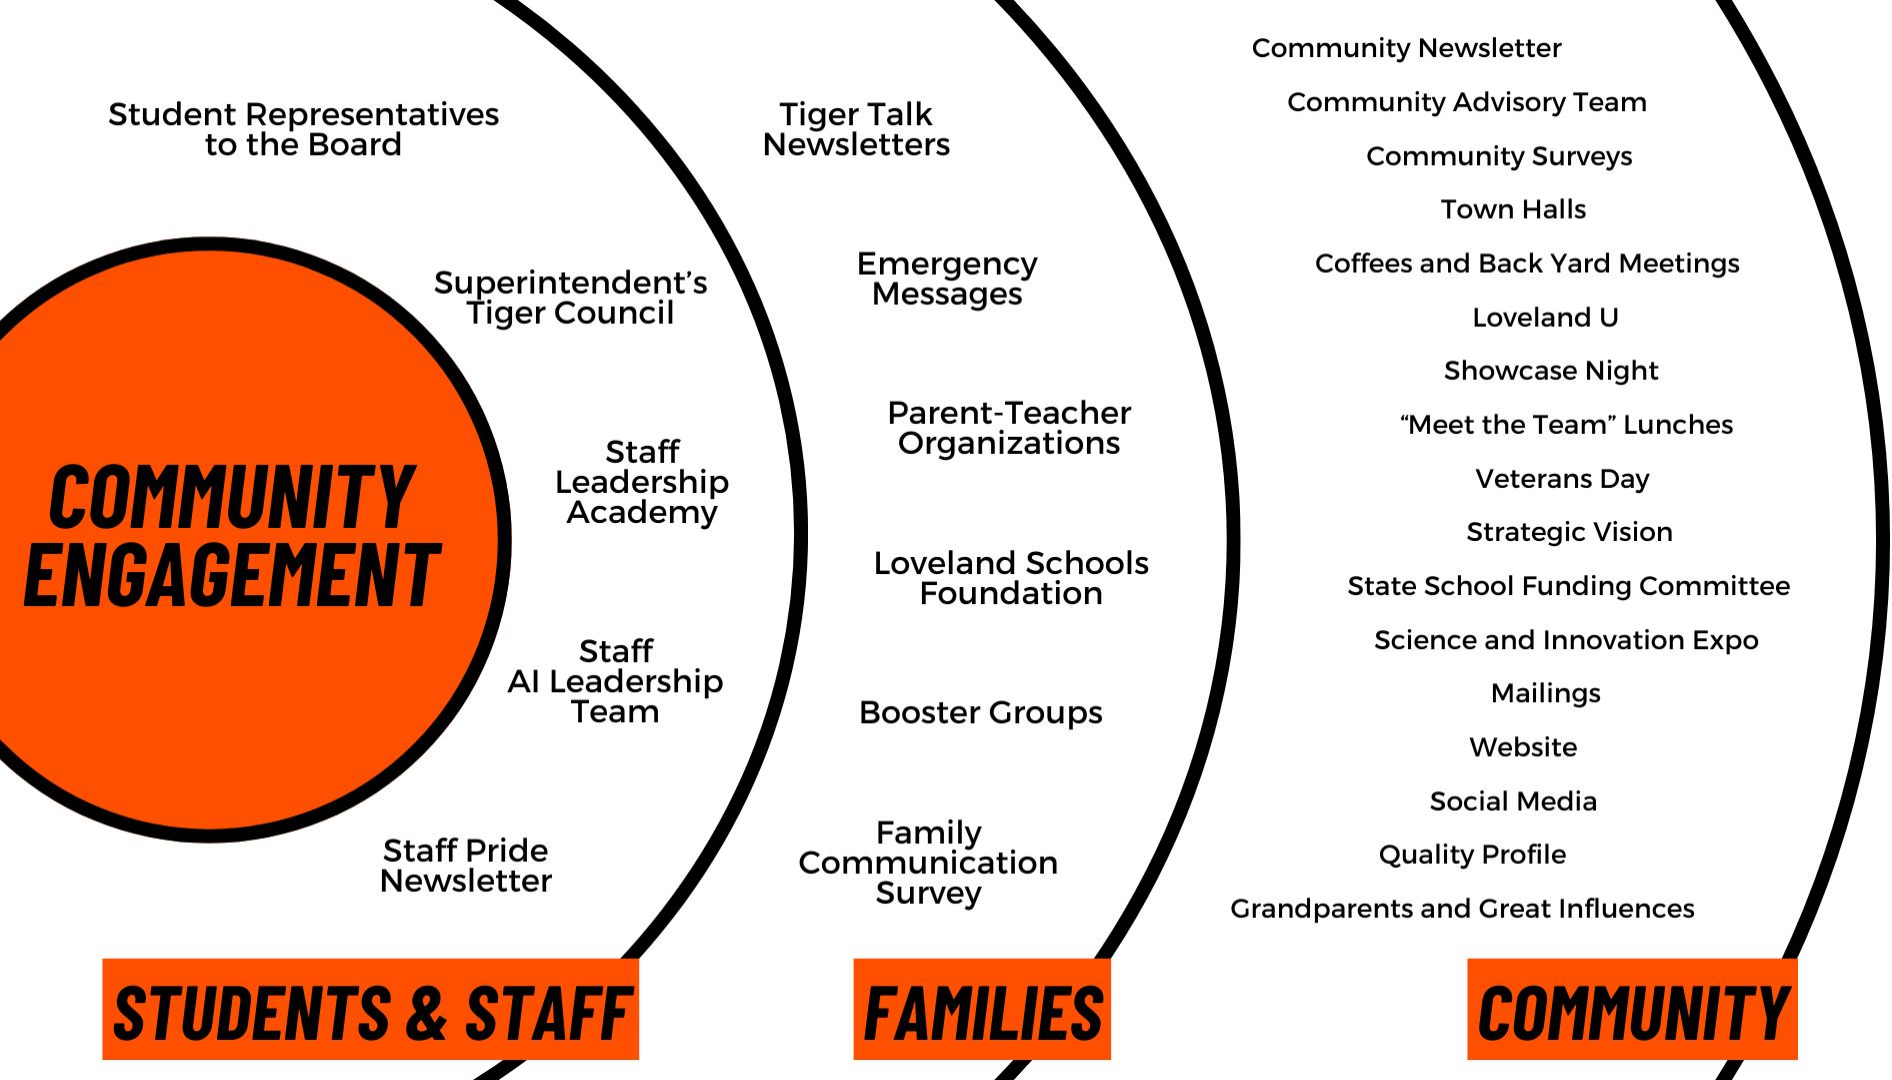 COMMUNITY
ENGAGEMENT
Student Representatives
to the Board
Superintendent’s
Tiger Council
Staff
Leadership
Academy
Staff
AI Leadership
Team
Staff Pride
Newsletter
STUDENTS & STAFF
Tiger Talk
Newsletters
Emergency
Messages
Parent-Teacher
Organizations
Loveland Schools
Foundation
Booster Groups
Family
Communication
Survey
FAMILIES
Community Newsletter
Community Advisory Team
Community Surveys
Town Halls
Coffees and Back Yard Meetings
Loveland U
Showcase Night
“Meet the Team” Lunches
Veterans Day
Strategic Vision
State School Funding Committee
Science and Innovation Expo
Mailings
Website
Social Media
Quality Profile
Grandparents and Great Influences
COMMUNITY